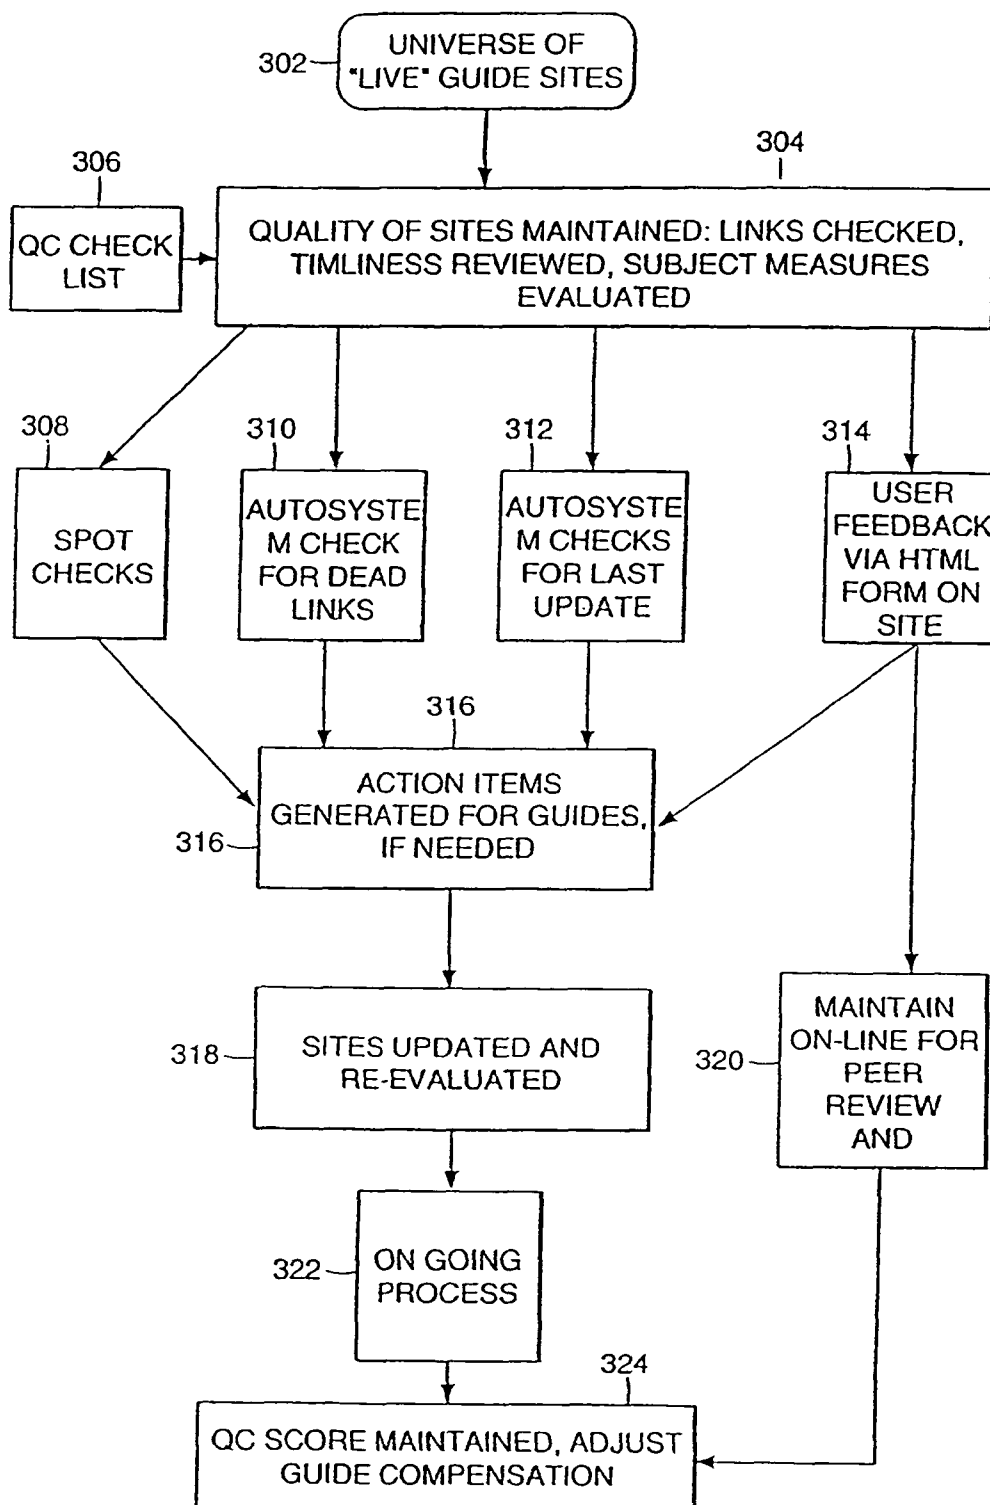 UNIVERSE OF
"LIVE" GUIDE SITES
302
304
306
QC CHECK
LIST
QUALITY OF SITES MAINTAINED: LINKS CHECKED,
TIMLINESS REVIEWED, SUBJECT MEASURES
EVALUATED
308
SPOT
CHECKS
310
AUTOSYSTE
M CHECK
FOR DEAD
LINKS
312
AUTOSYSTE
M CHECKS
FOR LAST
UPDATE
314
USER
FEEDBACK
VIA HTML
FORM ON
SITE
316
ACTION ITEMS
GENERATED FOR GUIDES,
IF NEEDED
316
318
SITES UPDATED AND
RE-EVALUATED
320
MAINTAIN
ON-LINE FOR
PEER
REVIEW
AND
322
ON GOING
PROCESS
324
QC SCORE MAINTAINED, ADJUST
GUIDE COMPENSATION